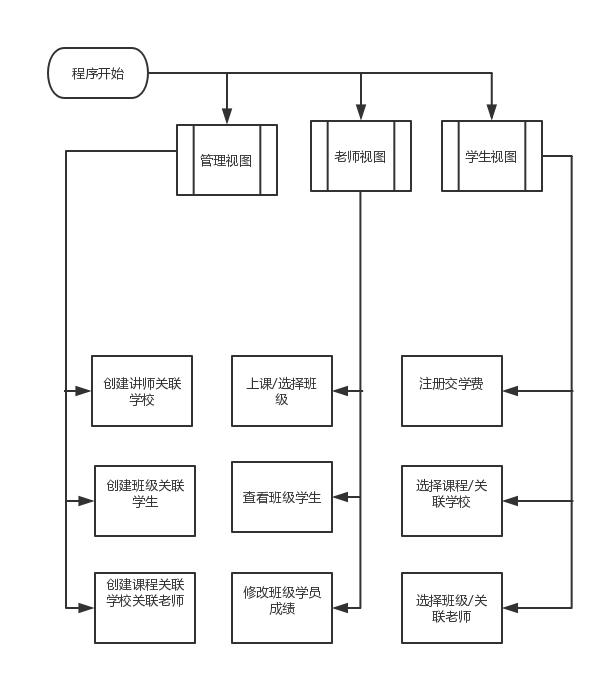 程序开始
管理视图
老师视图
学生视图
创建讲师关联
学校
上课/选择班
级
注册交学费
创建班级关联
学生
查看班级学生
选择课程/关
联学校
创建课程关联
学校关联老师
修改班级学员
成绩
选择班级/关
联老师